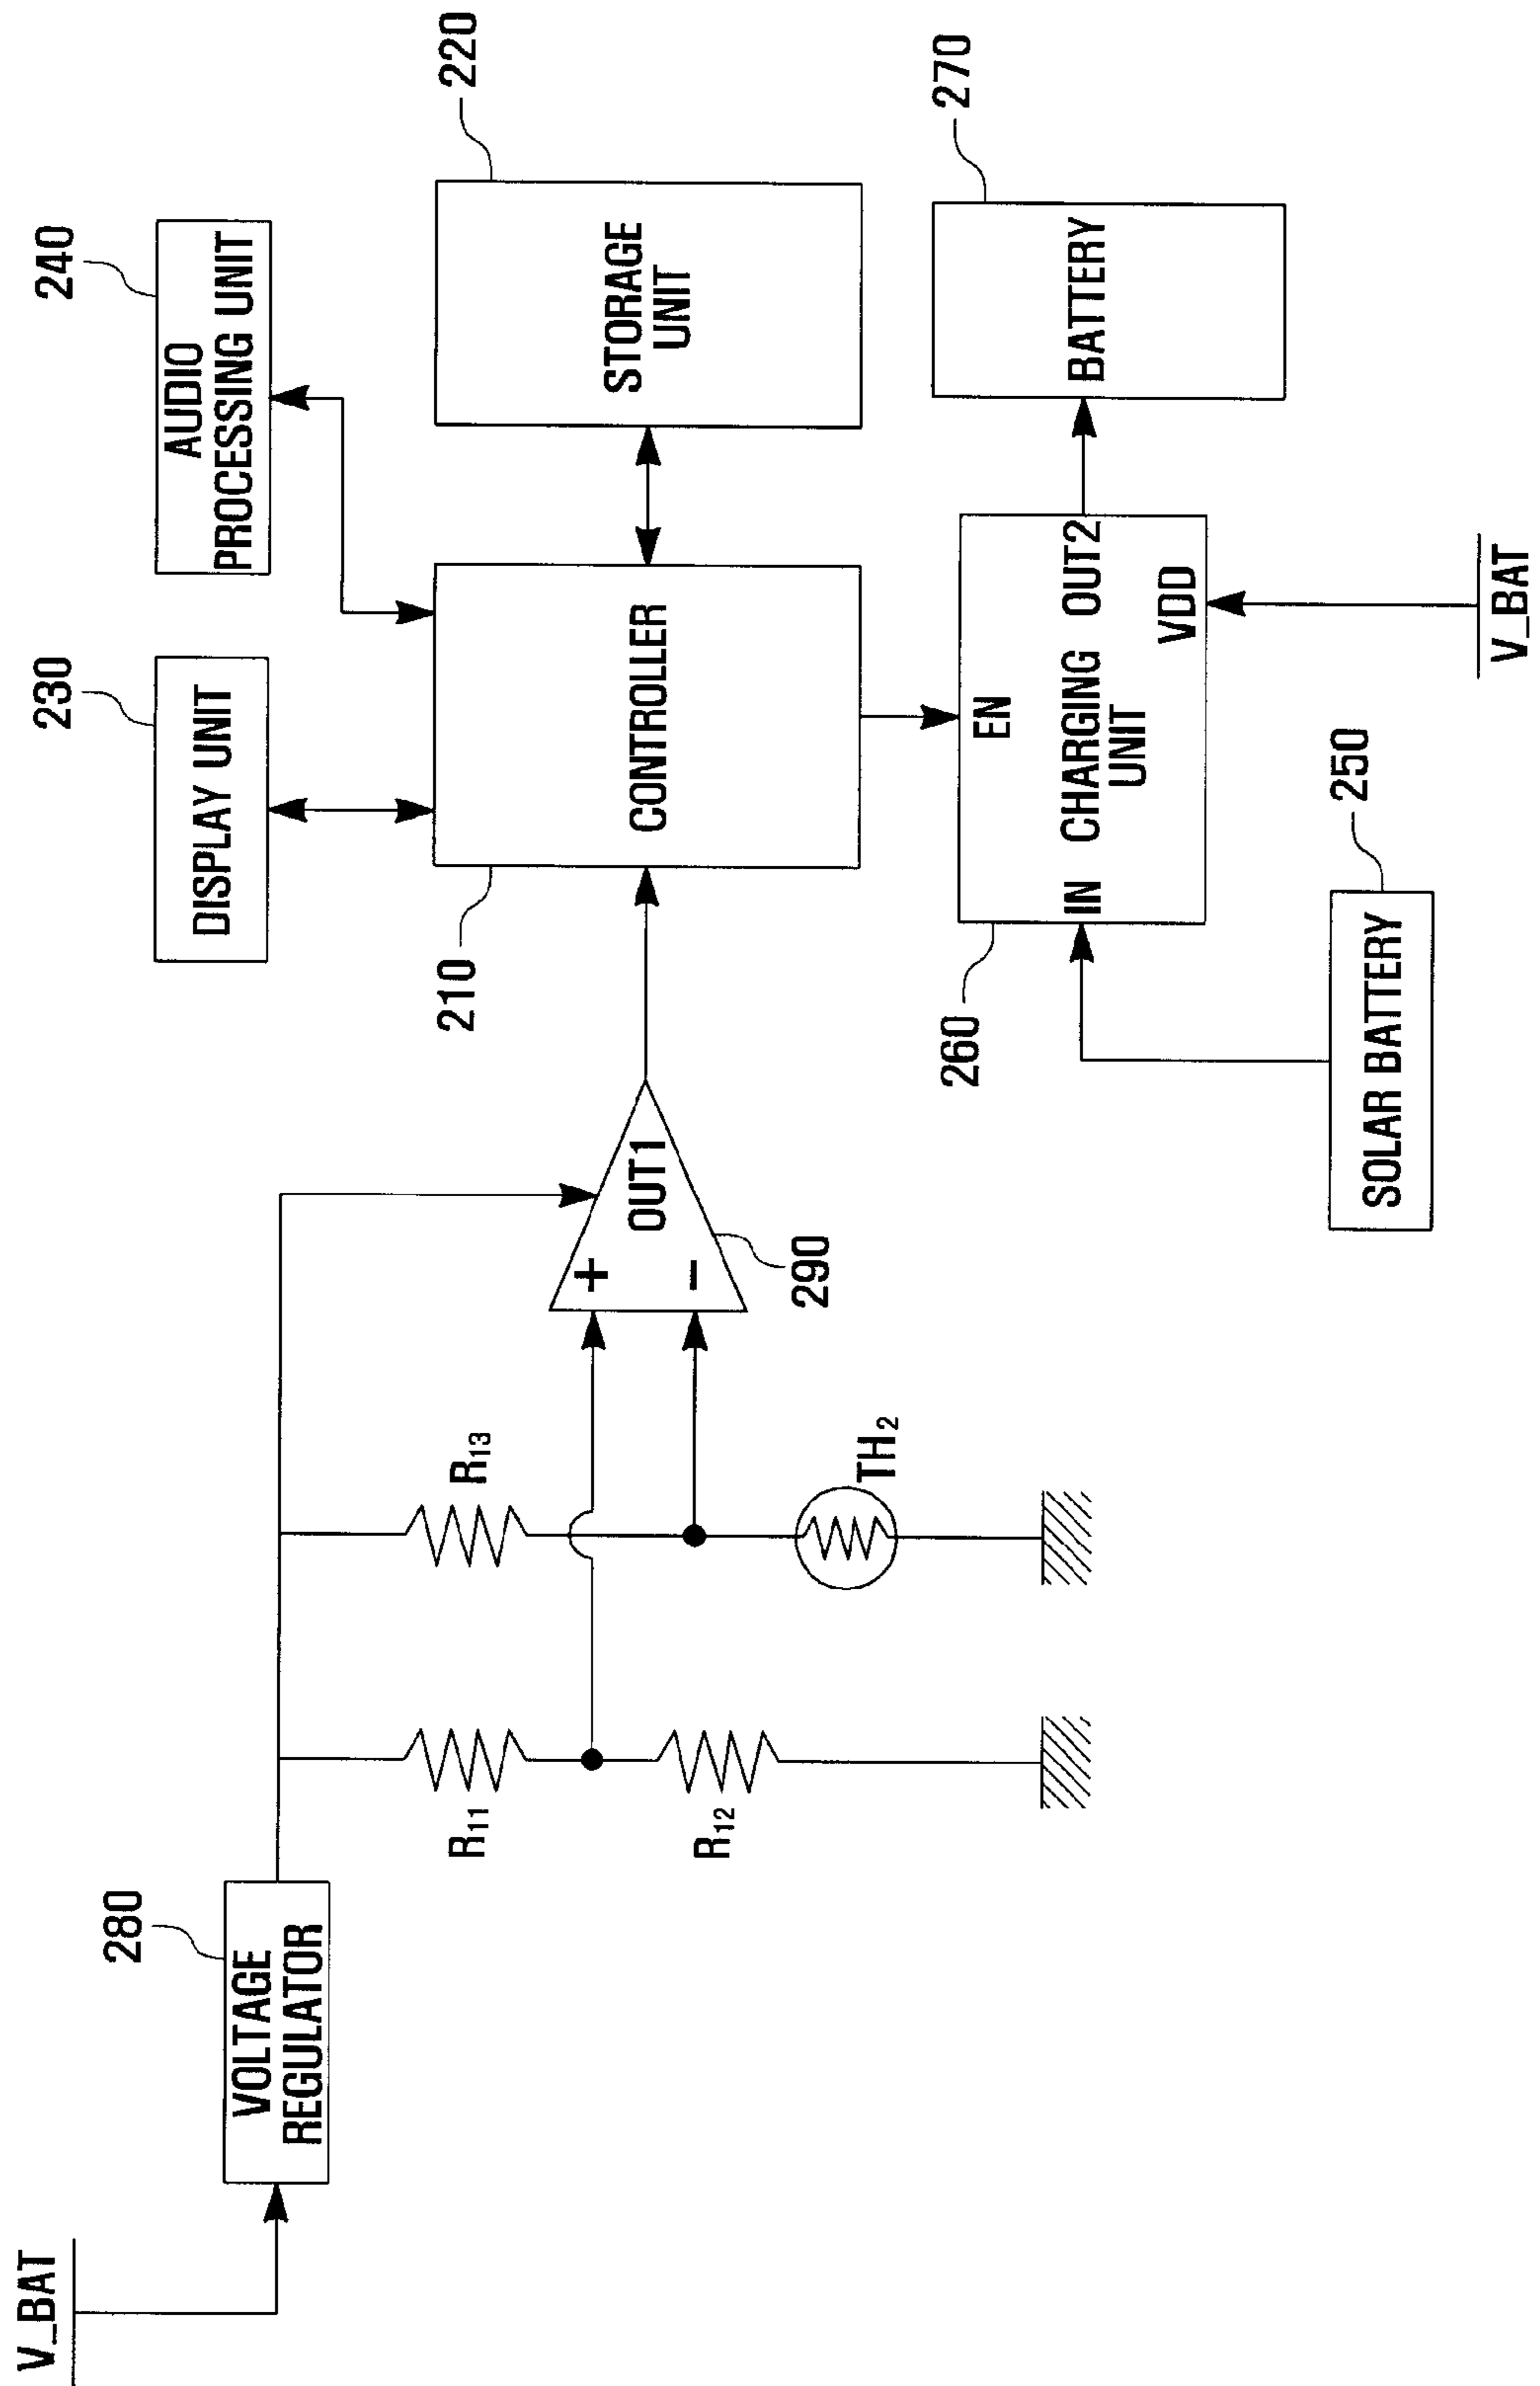 V_BAT
280
VOLTAGE
REGULATOR
R11
R12
R13
TH2
+
−
OUT1
290
230
DISPLAY UNIT
240
AUDIO
PROCESSING UNIT
210
CONTROLLER
220
STORAGE
UNIT
260
EN
IN CHARGING OUT2
UNIT
VDD
270
BATTERY
250
SOLAR BATTERY
V_BAT